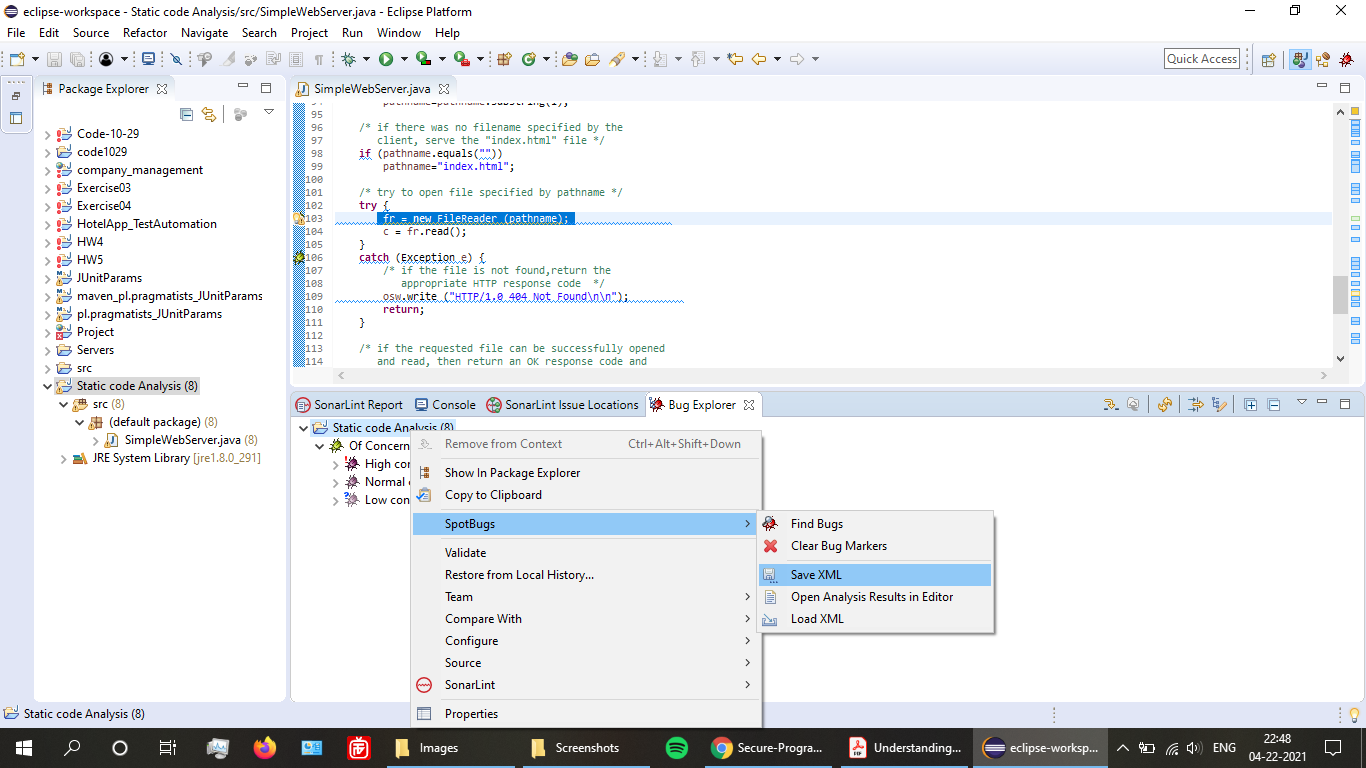 eclipse-workspace - Static code Analysis/src/SimpleWebServer.java - Eclipse Platform
File Edit Source Refactor Navigate Search Project Run Window Help
Quick Access
Package Explorer
Code-10-29
code1029
company_management
Exercise03
Exercise04
HotelApp_TestAutomation
HW4
HW5
JUnitParams
maven_pl.pragmatists_JUnitParams
pl.pragmatists_JUnitParams
Project
Servers
src
Static code Analysis (8)
src (8)
(default package) (8)
SimpleWebServer.java (8)
JRE System Library [jre1.8.0_291]
SimpleWebServer.java
94 pathname=pathname.substring(1);
95
96 /* if there was no filename specified by the
97 client, serve the "index.html" file */
98 if (pathname.equals(""))
99 pathname="index.html";
100
101 /* try to open file specified by pathname */
102 try {
103 fr = new FileReader (pathname);
104 c = fr.read();
105 }
106 catch (Exception e) {
107 /* if the file is not found,return the
108 appropriate HTTP response code */
109 osw.write ("HTTP/1.0 404 Not Found\n\n");
110 return;
111 }
112
113 /* if the requested file can be successfully opened
114 and read, then return an OK response code and
SonarLint Report Console SonarLint Issue Locations Bug Explorer
Static code Analysis (8)
Of Concern
High con
Normal
Low con
Remove from Context Ctrl+Alt+Shift+Down
Show In Package Explorer
Copy to Clipboard
SpotBugs
Validate
Restore from Local History...
Team
Compare With
Configure
Source
SonarLint
Properties
Find Bugs
Clear Bug Markers
Save XML
Open Analysis Results in Editor
Load XML
Static code Analysis (8)
Images
Screenshots
Secure-Progra...
Understanding...
eclipse-worksp...
ENG
22:48
04-22-2021